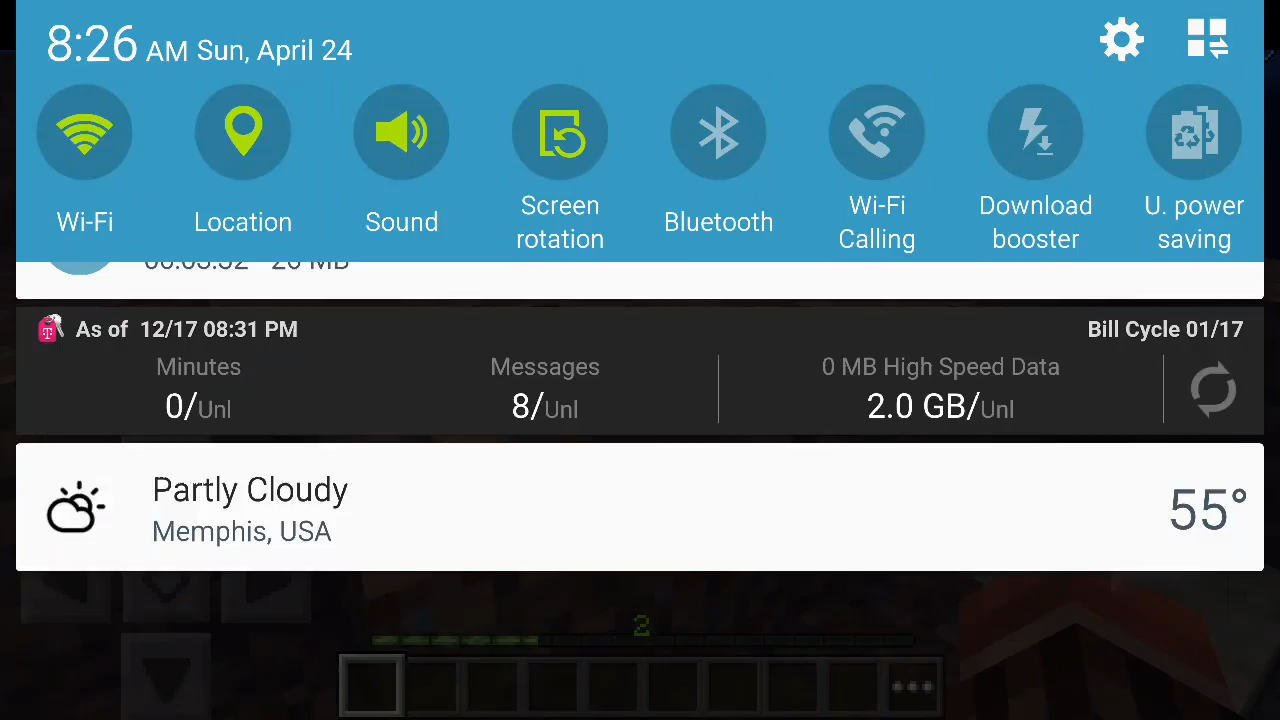 8:26 AM Sun, April 24
Wi-Fi
Location
Sound
Screen rotation
Bluetooth
Wi-Fi Calling
Download booster
U. power saving
As of 12/17 08:31 PM
Bill Cycle 01/17
Minutes
0/Unl
Messages
8/Unl
0 MB High Speed Data
2.0 GB/Unl
Partly Cloudy
Memphis, USA
55°
2